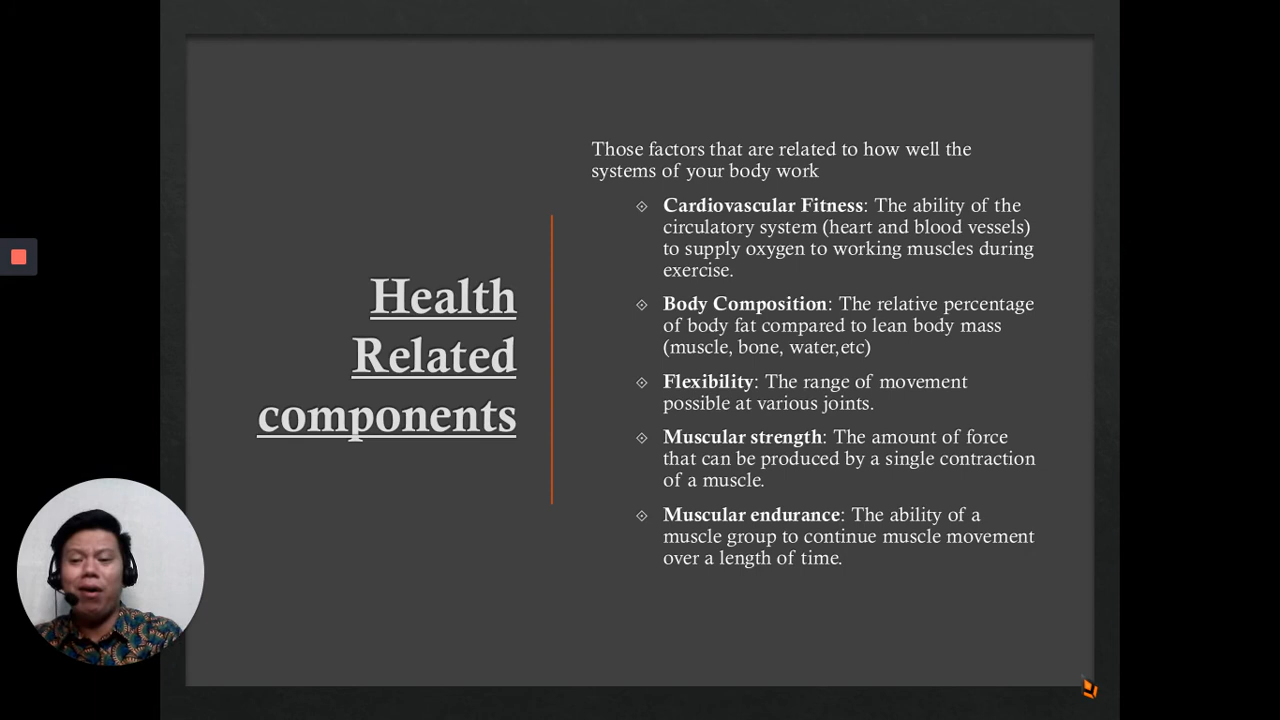 Health
Related
components
Those factors that are related to how well the
systems of your body work
Cardiovascular Fitness: The ability of the
circulatory system (heart and blood vessels)
to supply oxygen to working muscles during
exercise.
Body Composition: The relative percentage
of body fat compared to lean body mass
(muscle, bone, water,etc)
Flexibility: The range of movement
possible at various joints.
Muscular strength: The amount of force
that can be produced by a single contraction
of a muscle.
Muscular endurance: The ability of a
muscle group to continue muscle movement
over a length of time.